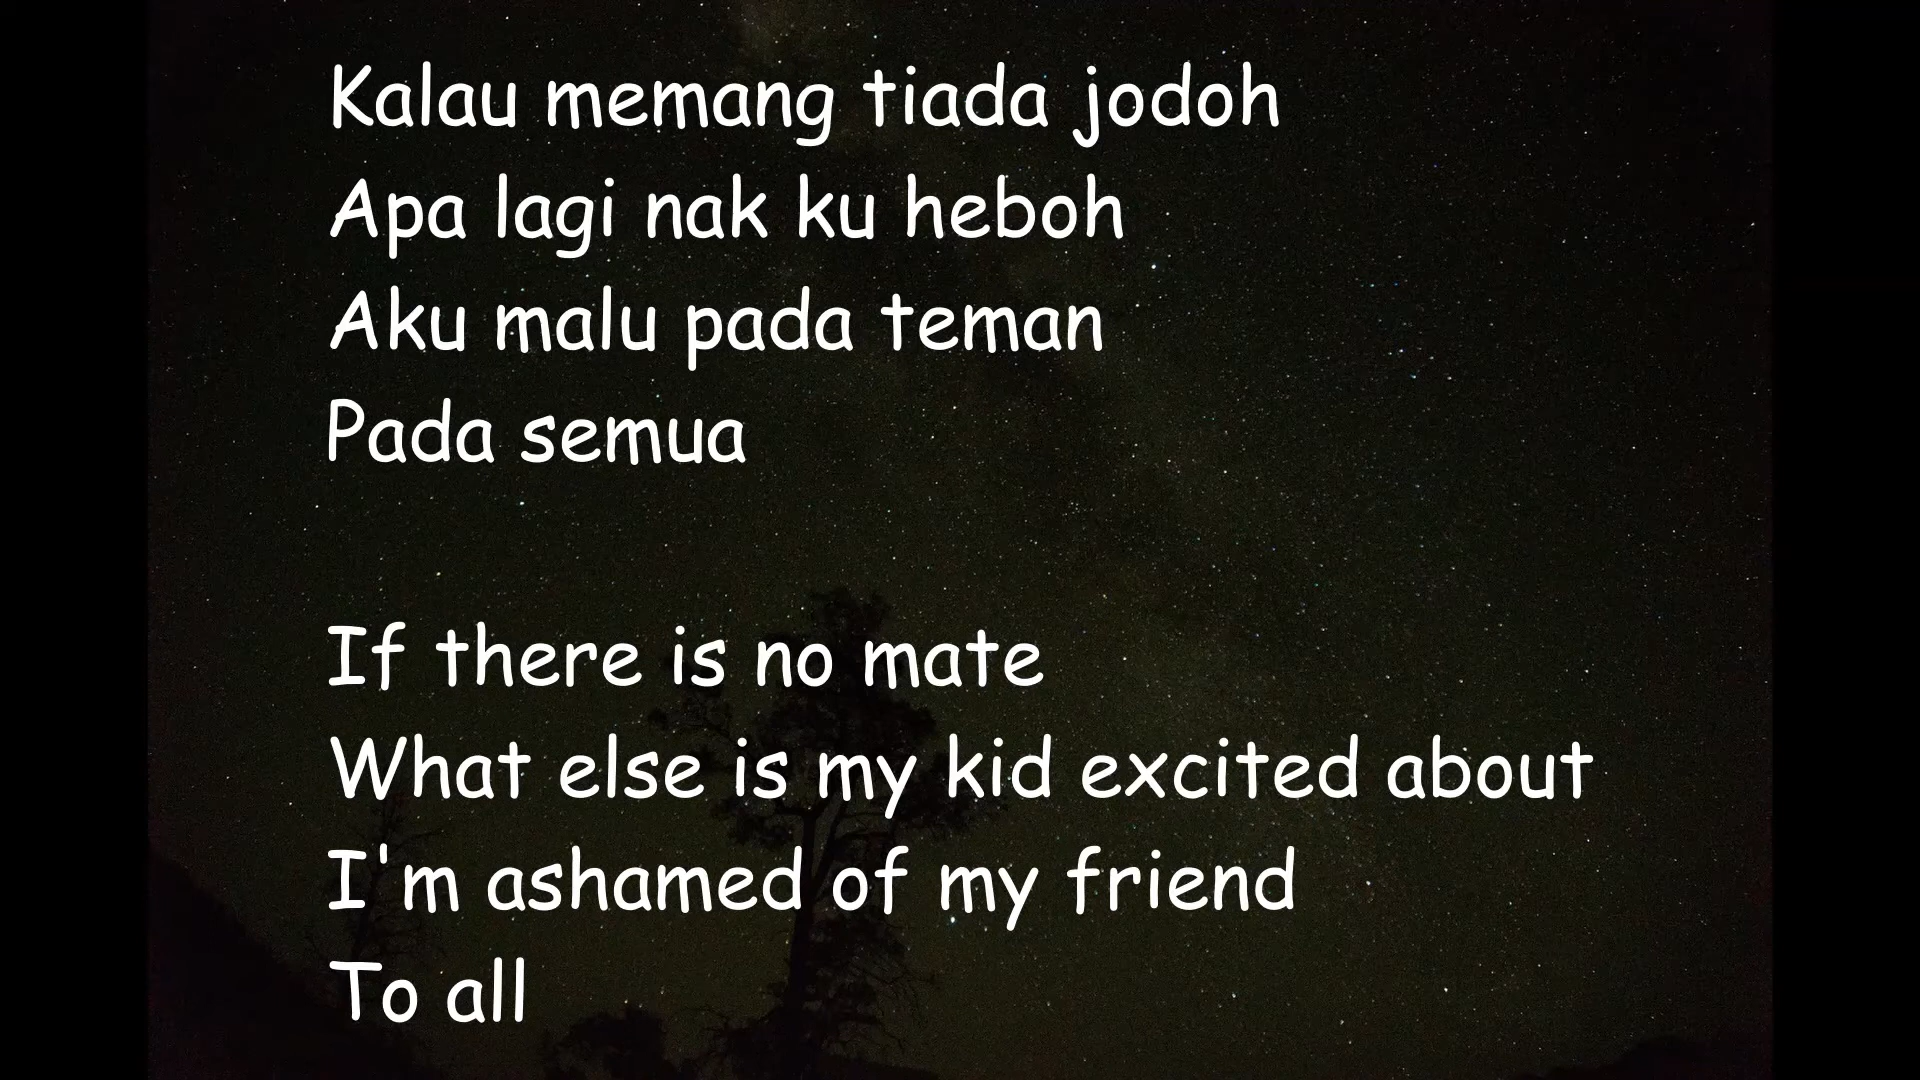 Kalau memang tiada jodoh
Apa lagi nak ku heboh
Aku malu pada teman
Pada semua
If there is no mate
What else is my kid excited about
I'm ashamed of my friend
To all